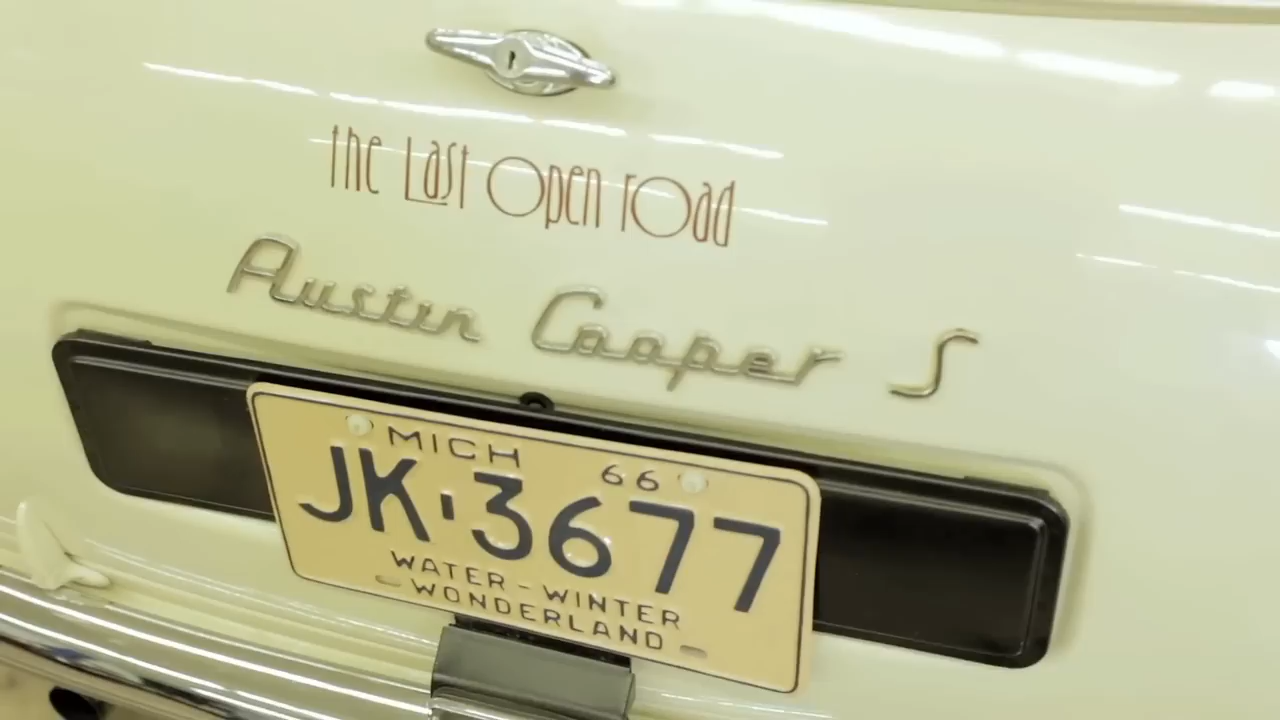 the Last Open road
Austin Cooper S
MICH 66
JK-3677
WATER-WINTER
WONDERLAND